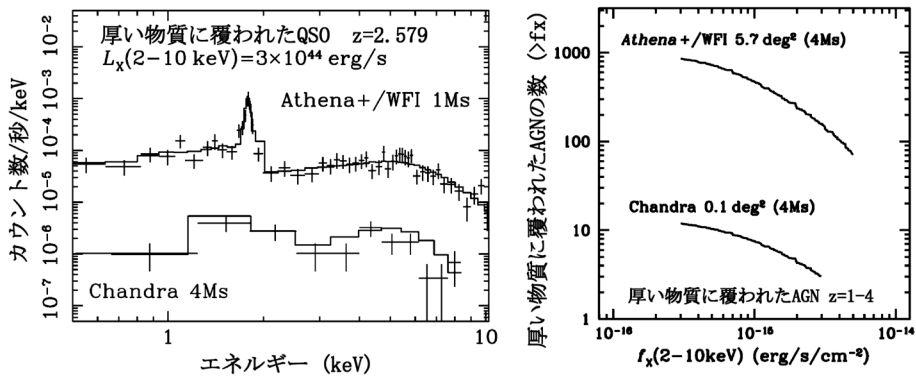 厚い物質に覆われたQSO z=2.579
Lx(2−10 keV)=3×10⁴⁴ erg/s
Athena+/WFI 1Ms
Chandra 4Ms
カウント数/秒/keV
10⁻²
10⁻³
10⁻⁴
10⁻⁵
10⁻⁶
10⁻⁷
1
10
エネルギー (keV)
Athena+/WFI 5.7 deg² (4Ms)
Chandra 0.1 deg² (4Ms)
厚い物質に覆われたAGN z=1−4
厚い物質に覆われたAGNの数 (>fx)
1000
100
10
1
10⁻¹⁶
10⁻¹⁵
10⁻¹⁴
fx(2−10keV) (erg/s/cm⁻²)